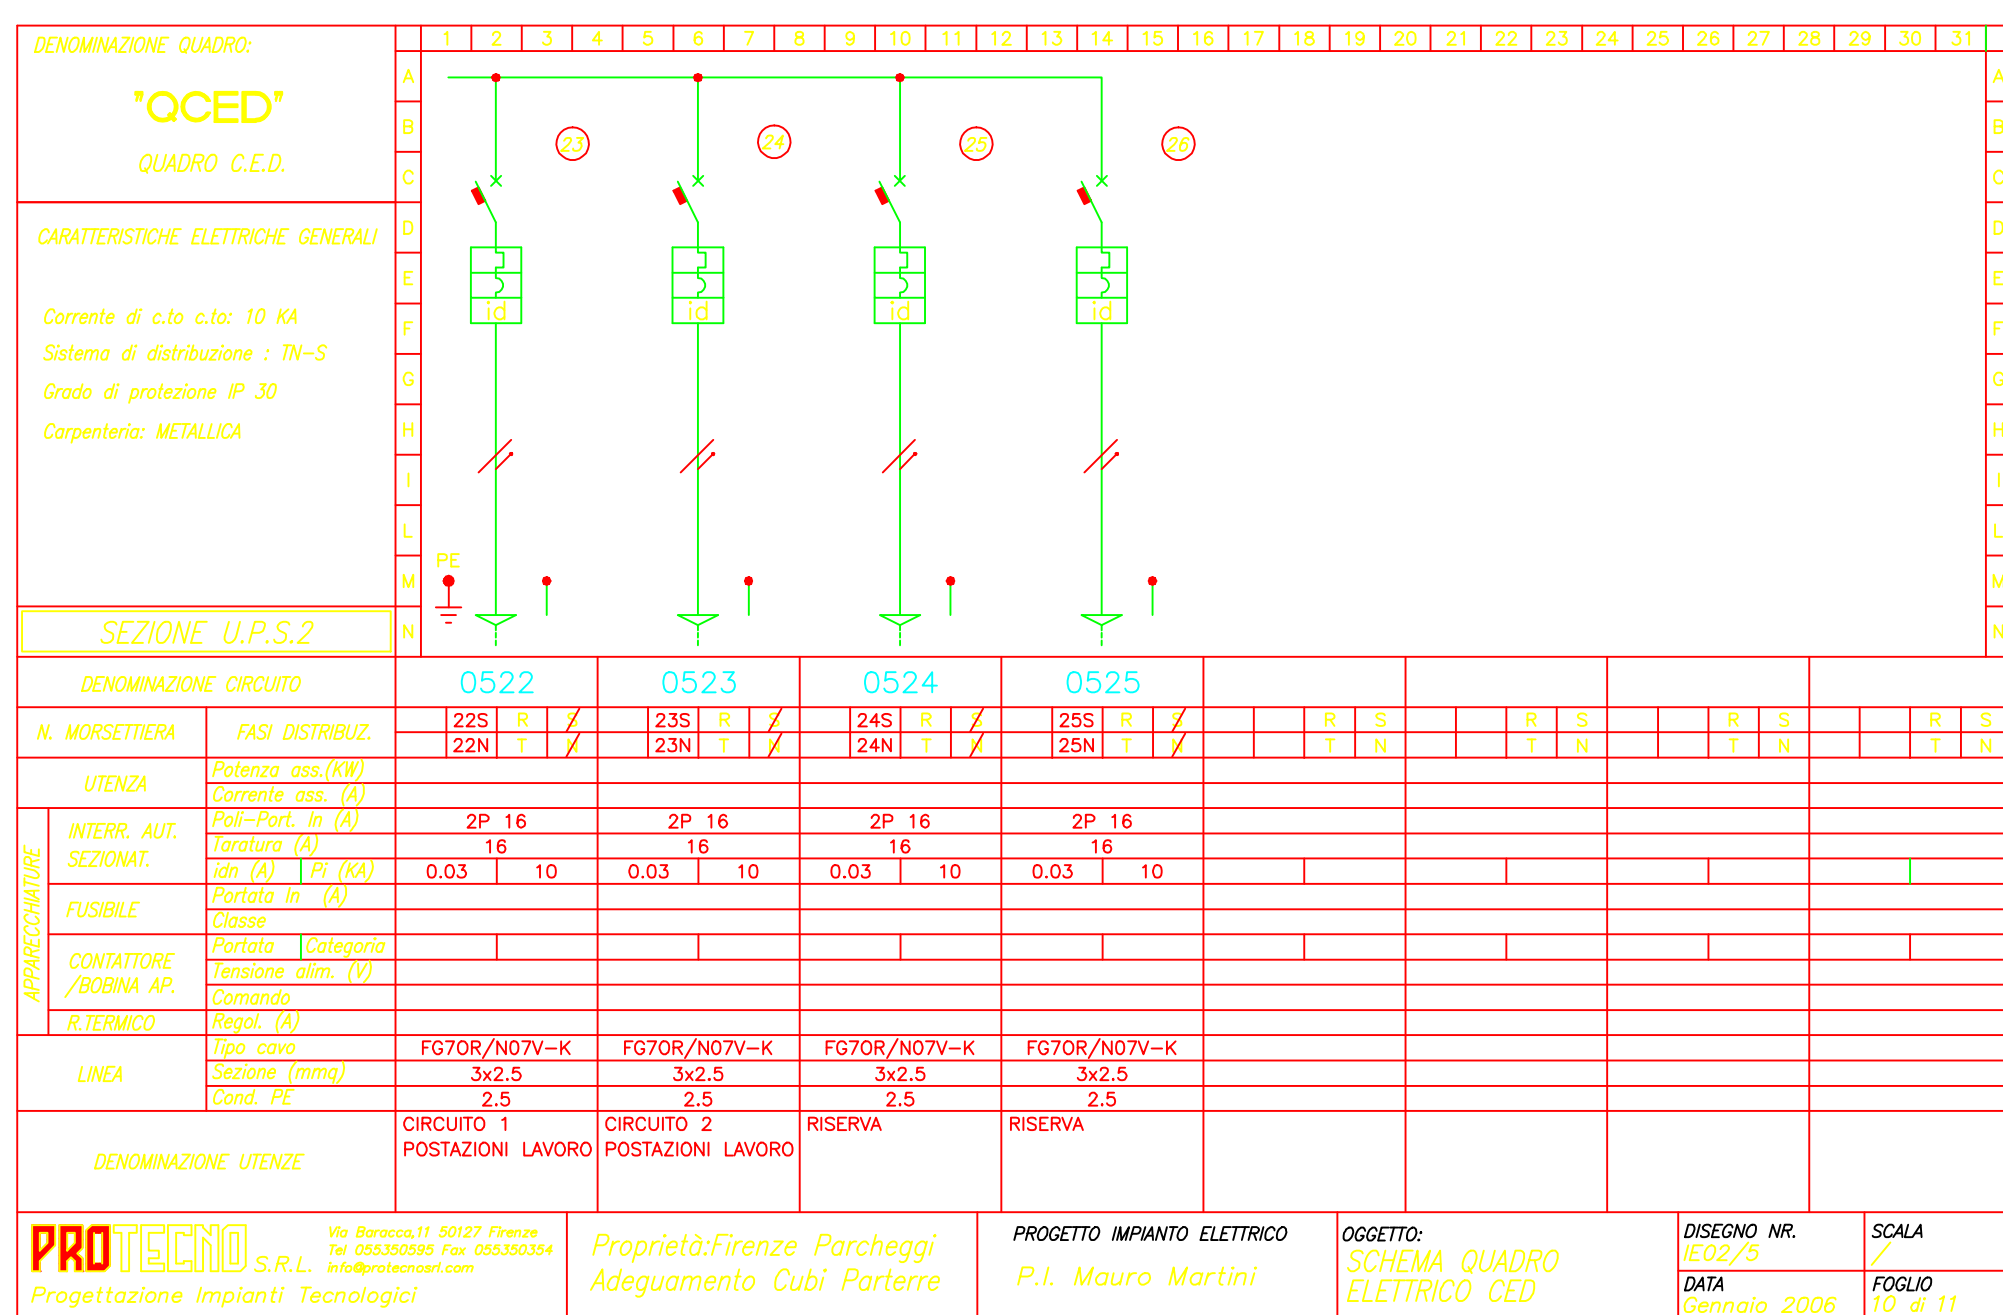 DENOMINAZIONE QUADRO:
"QCED"
QUADRO C.E.D.
CARATTERISTICHE ELETTRICHE GENERALI
Corrente di c.to c.to: 10 KA
Sistema di distribuzione : TN-S
Grado di protezione IP 30
Carpenteria: METALLICA
SEZIONE U.P.S.2
1 2 3 4 5 6 7 8 9 10 11 12 13 14 15 16 17 18 19 20 21 22 23 24 25 26 27 28 29 30 31
A A
B B
C C
D D
E E
F F
G G
H H
I I
L L
M M
N N
23 24 25 26
id id id id
PE
DENOMINAZIONE CIRCUITO 0522 0523 0524 0525
N. MORSETTIERA FASI DISTRIBUZ.
22S R S 23S R S 24S R S 25S R S R S R S R S R S
22N T N 23N T N 24N T N 25N T N T N T N T N T N
UTENZA
Potenza ass.(KW)
Corrente ass. (A)
APPARECCHIATURE
INTERR. AUT.
SEZIONAT.
Poli-Port. In (A) 2P 16 2P 16 2P 16 2P 16
Taratura (A) 16 16 16 16
idn (A) Pi (KA) 0.03 10 0.03 10 0.03 10 0.03 10
FUSIBILE
Portata In (A)
Classe
CONTATTORE
/BOBINA AP.
Portata Categoria
Tensione alim. (V)
Comando
R.TERMICO Regol. (A)
LINEA
Tipo cavo FG7OR/N07V-K FG7OR/N07V-K FG7OR/N07V-K FG7OR/N07V-K
Sezione (mmq) 3x2.5 3x2.5 3x2.5 3x2.5
Cond. PE 2.5 2.5 2.5 2.5
DENOMINAZIONE UTENZE
CIRCUITO 1
POSTAZIONI LAVORO
CIRCUITO 2
POSTAZIONI LAVORO
RISERVA
RISERVA
PROTECNO S.R.L.
Via Baracca,11 50127 Firenze
Tel 055350595 Fax 055350354
info@protecnosrl.com
Progettazione Impianti Tecnologici
Proprietà:Firenze Parcheggi
Adeguamento Cubi Parterre
PROGETTO IMPIANTO ELETTRICO
P.I. Mauro Martini
OGGETTO:
SCHEMA QUADRO
ELETTRICO CED
DISEGNO NR.
IE02/5
SCALA
/
DATA
Gennaio 2006
FOGLIO
10 di 11